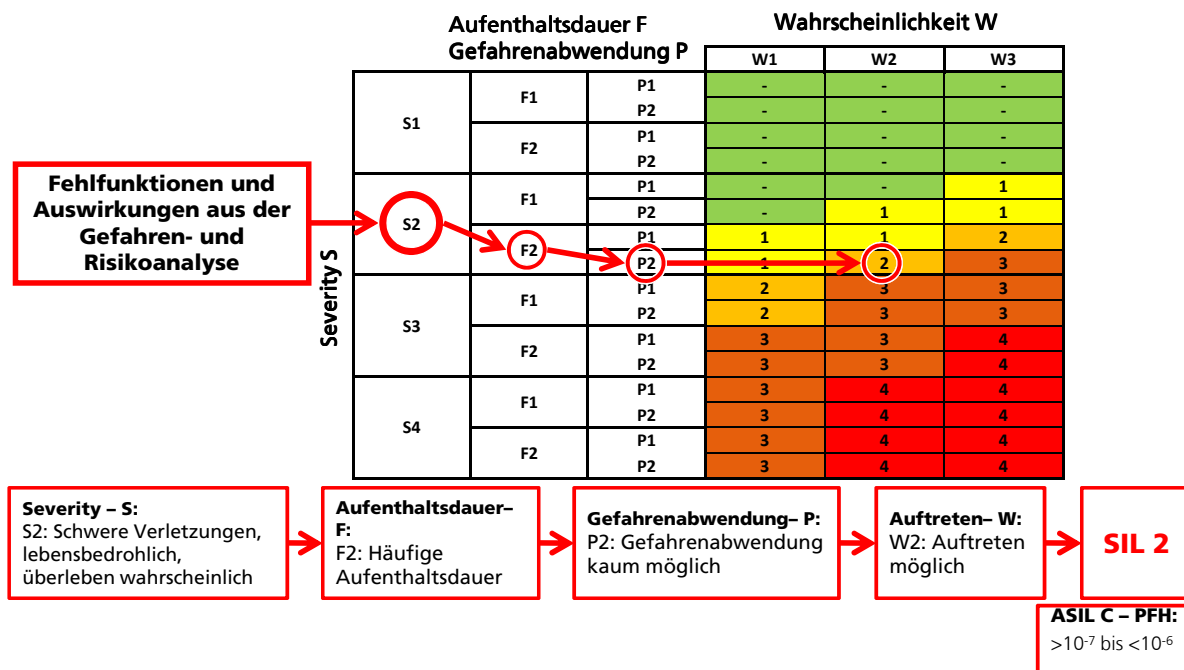 Aufenthaltsdauer F
Gefahrenabwendung P
Wahrscheinlichkeit W
W1 W2 W3
S1 F1 P1 - - -
P2 - - -
F2 P1 - - -
P2 - - -
Fehlfunktionen und
Auswirkungen aus der
Gefahren- und
Risikoanalyse
Severity S
S2 F1 P1 - - 1
P2 - 1 1
F2 P1 1 1 2
P2 1 2 3
S3 F1 P1 2 3 3
P2 2 3 3
F2 P1 3 3 4
P2 3 3 4
S4 F1 P1 3 4 4
P2 3 4 4
F2 P1 3 4 4
P2 3 4 4
Severity – S:
S2: Schwere Verletzungen,
lebensbedrohlich,
überleben wahrscheinlich
Aufenthaltsdauer–
F:
F2: Häufige
Aufenthaltsdauer
Gefahrenabwendung– P:
P2: Gefahrenabwendung
kaum möglich
Auftreten– W:
W2: Auftreten
möglich
SIL 2
ASIL C – PFH:
>10⁻⁷ bis <10⁻⁶